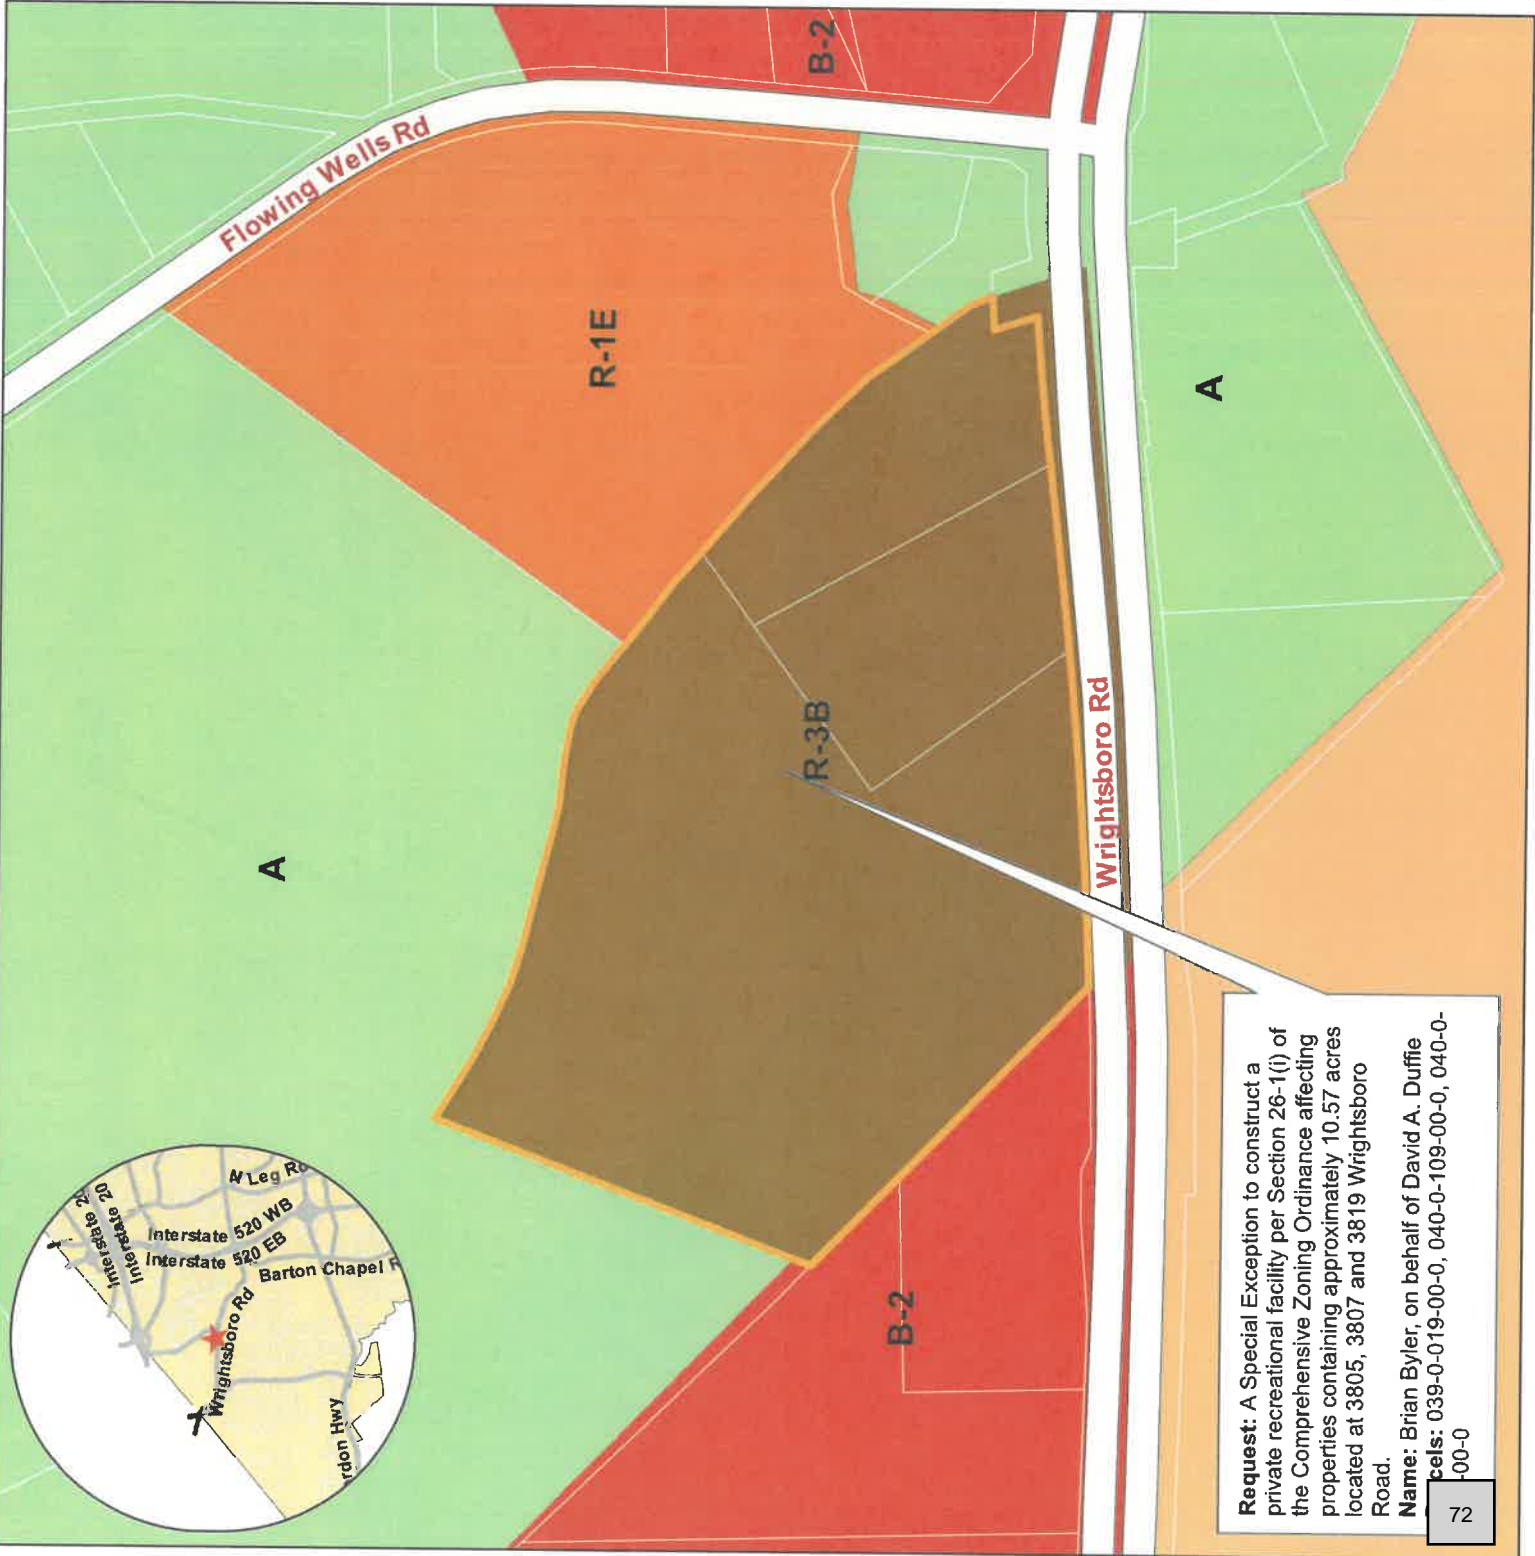 Flowing Wells Rd
B-2
R-1E
A
R-3B
A
Wrightsboro Rd
B-2
Interstate 20
Interstate 520 WB
Interstate 520 EB
Barton Chapel R
Leg Rd
Wrightsboro Rd
rdon Hwy
Request: A Special Exception to construct a
private recreational facility per Section 26-1(i) of
the Comprehensive Zoning Ordinance affecting
properties containing approximately 10.57 acres
located at 3805, 3807 and 3819 Wrightsboro
Road.
Name: Brian Byler, on behalf of David A. Duffie
cels: 039-0-019-00-0, 040-0-109-00-0, 040-0-
-00-0
72